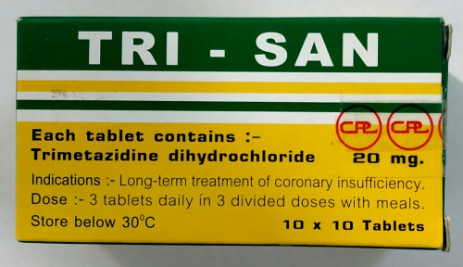 TRI - SAN
CPL CPL
Each tablet contains :-
Trimetazidine dihydrochloride 20 mg.
Indications :- Long-term treatment of coronary insufficiency.
Dose :- 3 tablets daily in 3 divided doses with meals.
Store below 30°C 10 x 10 Tablets